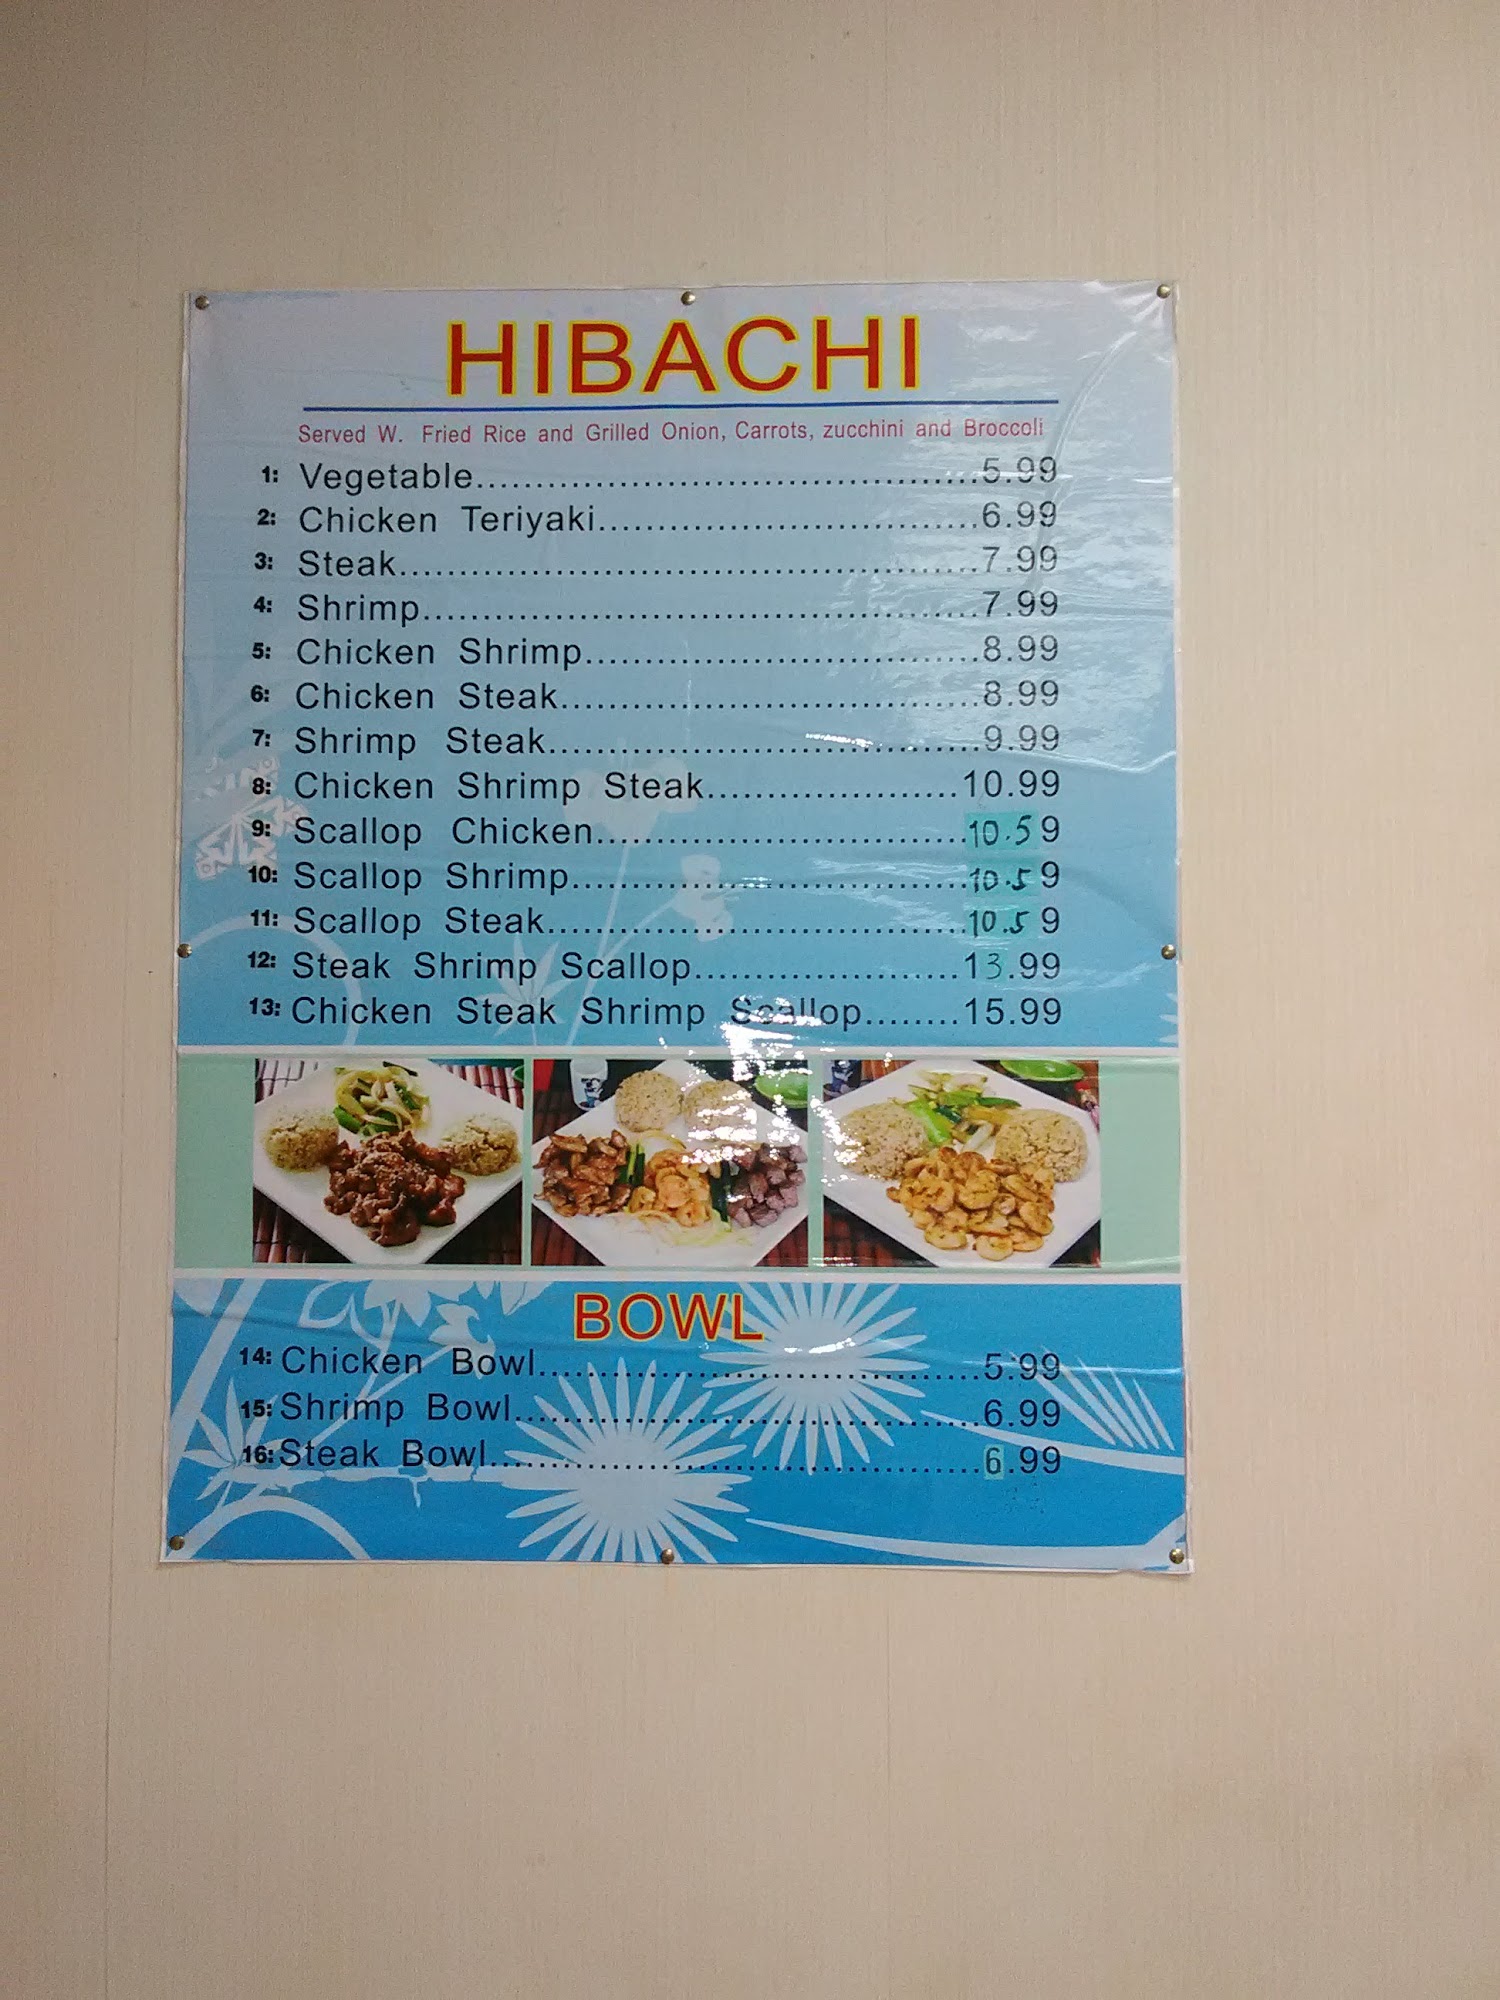 HIBACHI
Served W. Fried Rice and Grilled Onion, Carrots, zucchini and Broccoli
1: Vegetable..........................................5.99
2: Chicken Teriyaki................................6.99
3: Steak.................................................7.99
4: Shrimp...............................................7.99
5: Chicken Shrimp.................................8.99
6: Chicken Steak...................................8.99
7: Shrimp Steak....................................9.99
8: Chicken Shrimp Steak.....................10.99
9: Scallop Chicken...............................10.59
10: Scallop Shrimp.................................10.59
11: Scallop Steak...................................10.59
12: Steak Shrimp Scallop......................13.99
13: Chicken Steak Shrimp Scallop........15.99
BOWL
14: Chicken Bowl.....................................5.99
15: Shrimp Bowl.......................................6.99
16: Steak Bowl.........................................6.99